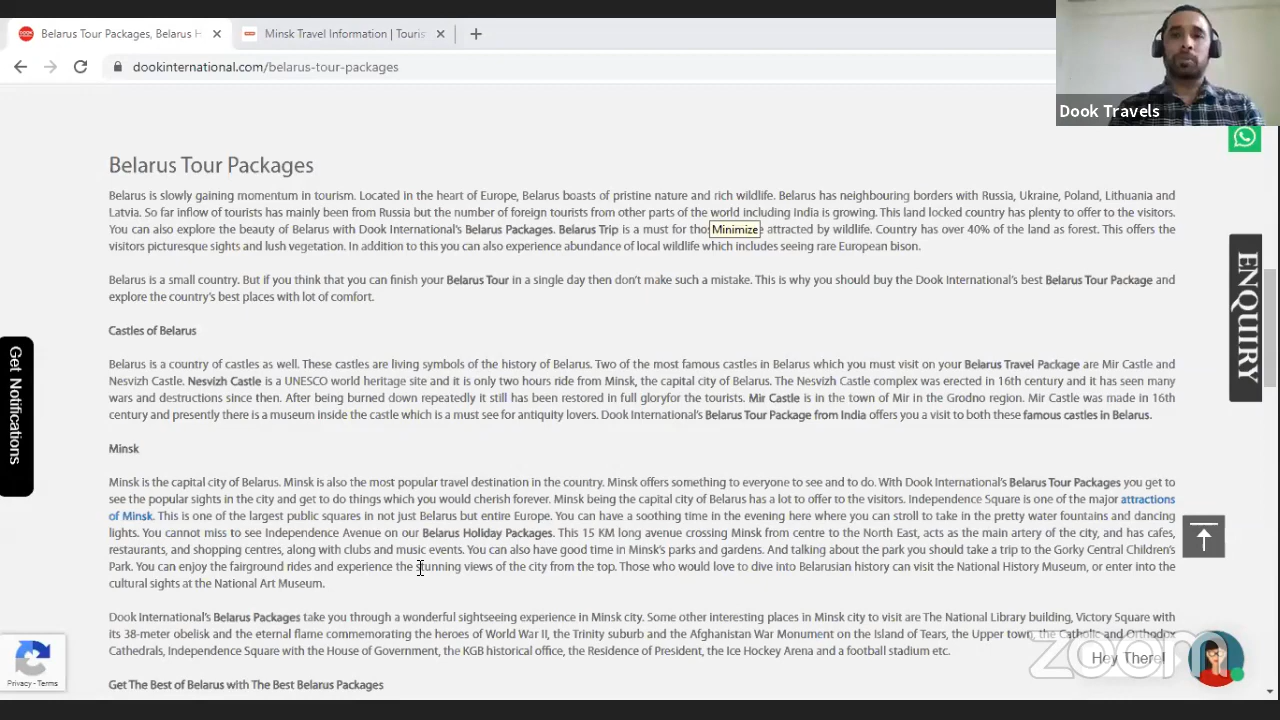 Belarus Tour Packages, Belarus H
Minsk Travel Information | Touris
dookinternational.com/belarus-tour-packages
Dook Travels
Belarus Tour Packages
Belarus is slowly gaining momentum in tourism. Located in the heart of Europe, Belarus boasts of pristine nature and rich wildlife. Belarus has neighbouring borders with Russia, Ukraine, Poland, Lithuania and
Latvia. So far inflow of tourists has mainly been from Russia but the number of foreign tourists from other parts of the world including India is growing. This land locked country has plenty to offer to the visitors.
You can also explore the beauty of Belarus with Dook International's Belarus Packages. Belarus Trip is a must for thos Minimize e attracted by wildlife. Country has over 40% of the land as forest. This offers the
visitors picturesque sights and lush vegetation. In addition to this you can also experience abundance of local wildlife which includes seeing rare European bison.
Belarus is a small country. But if you think that you can finish your Belarus Tour in a single day then don't make such a mistake. This is why you should buy the Dook International's best Belarus Tour Package and
explore the country's best places with lot of comfort.
Castles of Belarus
Belarus is a country of castles as well. These castles are living symbols of the history of Belarus. Two of the most famous castles in Belarus which you must visit on your Belarus Travel Package are Mir Castle and
Nesvizh Castle. Nesvizh Castle is a UNESCO world heritage site and it is only two hours ride from Minsk, the capital city of Belarus. The Nesvizh Castle complex was erected in 16th century and it has seen many
wars and destructions since then. After being burned down repeatedly it still has been restored in full gloryfor the tourists. Mir Castle is in the town of Mir in the Grodno region. Mir Castle was made in 16th
century and presently there is a museum inside the castle which is a must see for antiquity lovers. Dook International's Belarus Tour Package from India offers you a visit to both these famous castles in Belarus.
Minsk
Minsk is the capital city of Belarus. Minsk is also the most popular travel destination in the country. Minsk offers something to everyone to see and to do. With Dook International's Belarus Tour Packages you get to
see the popular sights in the city and get to do things which you would cherish forever. Minsk being the capital city of Belarus has a lot to offer to the visitors. Independence Square is one of the major attractions
of Minsk. This is one of the largest public squares in not just Belarus but entire Europe. You can have a soothing time in the evening here where you can stroll to take in the pretty water fountains and dancing
lights. You cannot miss to see Independence Avenue on our Belarus Holiday Packages. This 15 KM long avenue crossing Minsk from centre to the North East, acts as the main artery of the city, and has cafes,
restaurants, and shopping centres, along with clubs and music events. You can also have good time in Minsk's parks and gardens. And talking about the park you should take a trip to the Gorky Central Children's
Park. You can enjoy the fairground rides and experience the stunning views of the city from the top. Those who would love to dive into Belarusian history can visit the National History Museum, or enter into the
cultural sights at the National Art Museum.
Dook International's Belarus Packages take you through a wonderful sightseeing experience in Minsk city. Some other interesting places in Minsk city to visit are The National Library building, Victory Square with
its 38-meter obelisk and the eternal flame commemorating the heroes of World War II, the Trinity suburb and the Afghanistan War Monument on the Island of Tears, the Upper town, the Catholic and Orthodox
Cathedrals, Independence Square with the House of Government, the KGB historical office, the Residence of President, the Ice Hockey Arena and a football stadium etc.
Get The Best of Belarus with The Best Belarus Packages
Get Notifications
ENQUIRY
Privacy - Terms
zoom
Hey There!